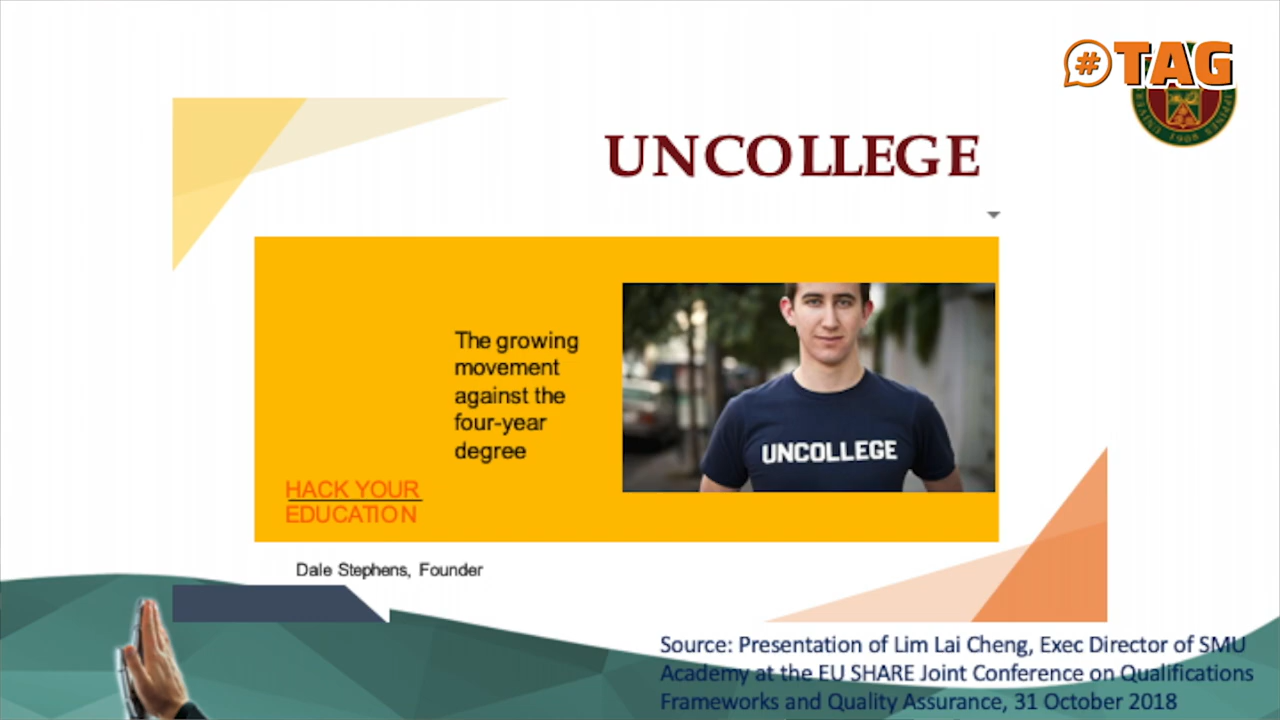 #TAG
1908
UNCOLLEGE
The growing
movement
against the
four-year
degree
UNCOLLEGE
HACK YOUR
EDUCATION
Dale Stephens, Founder
Source: Presentation of Lim Lai Cheng, Exec Director of SMU
Academy at the EU SHARE Joint Conference on Qualifications
Frameworks and Quality Assurance, 31 October 2018